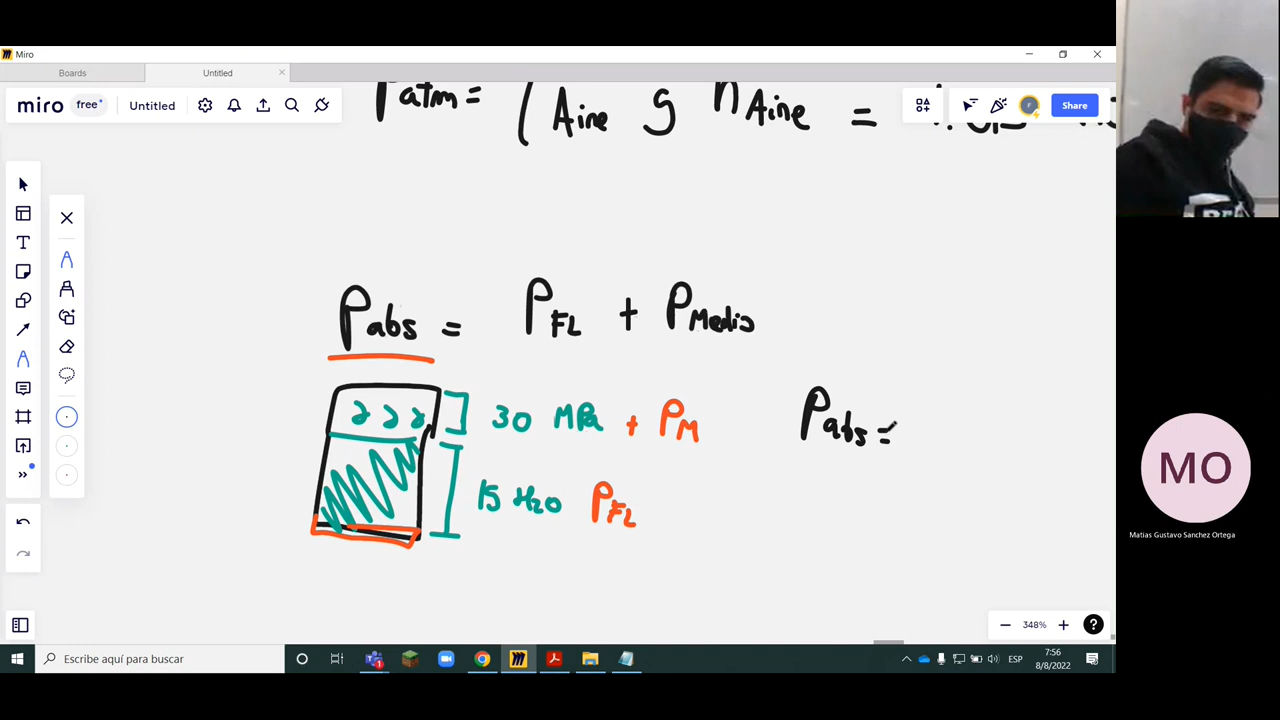 Miro
Boards
Untitled
miro free Untitled
Share
Patm = ( Aire g h Aire =
Pabs = PFL + PMedio
30 MPa + PM
Pabs =
15 H2O PFL
MO
Matias Gustavo Sanchez Ortega
348%
Escribe aquí para buscar
ESP
7:56
8/8/2022